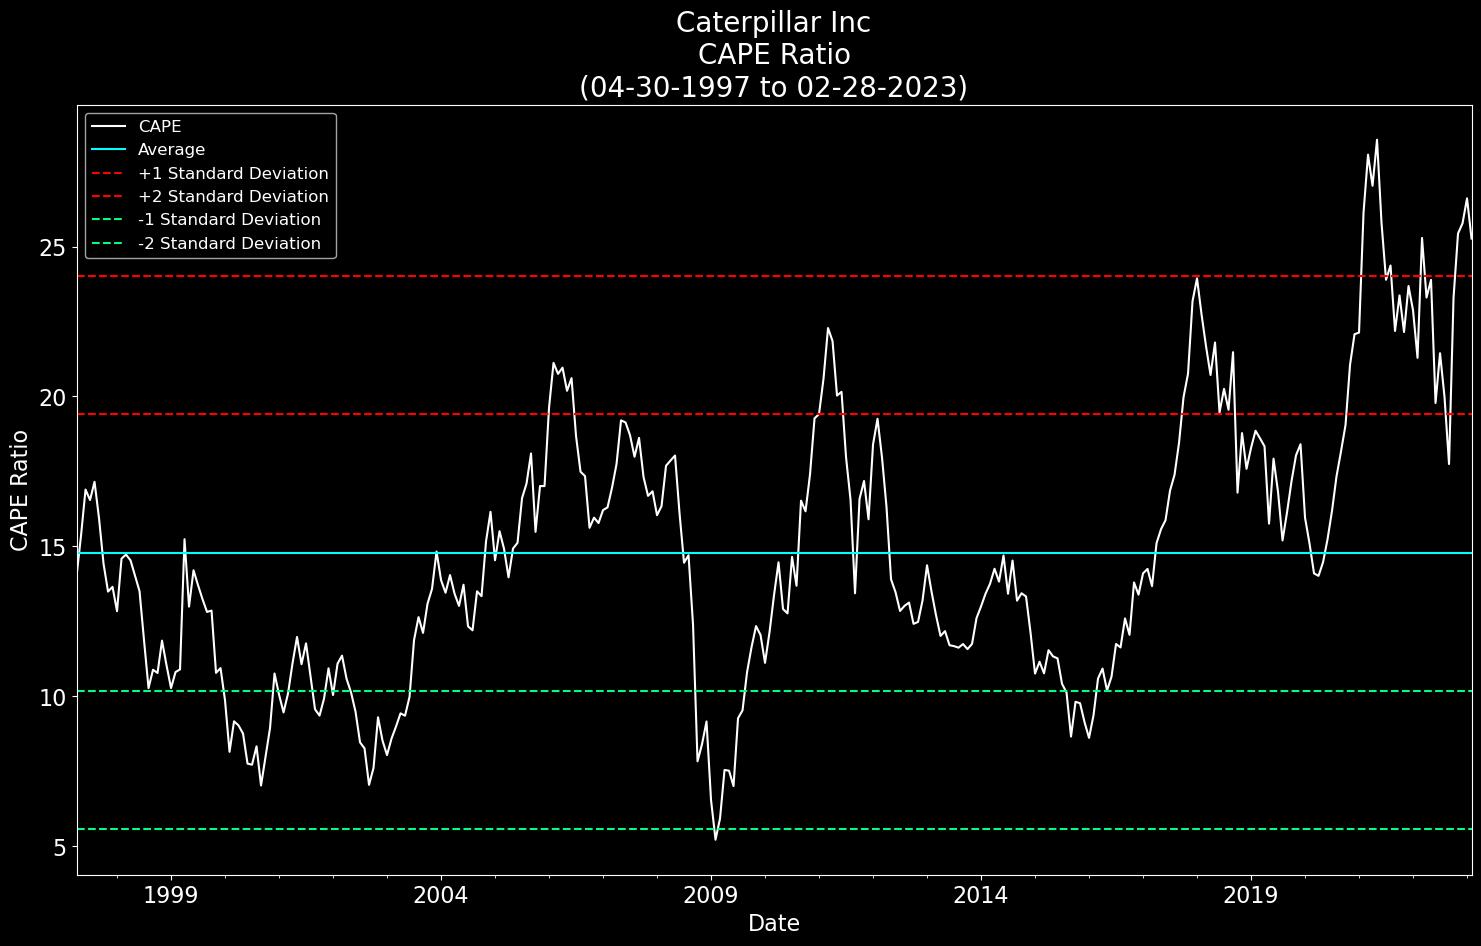 Caterpillar Inc
CAPE Ratio
(04-30-1997 to 02-28-2023)
CAPE
Average
+1 Standard Deviation
+2 Standard Deviation
-1 Standard Deviation
-2 Standard Deviation
CAPE Ratio
25
20
15
10
5
1999
2004
2009
2014
2019
Date